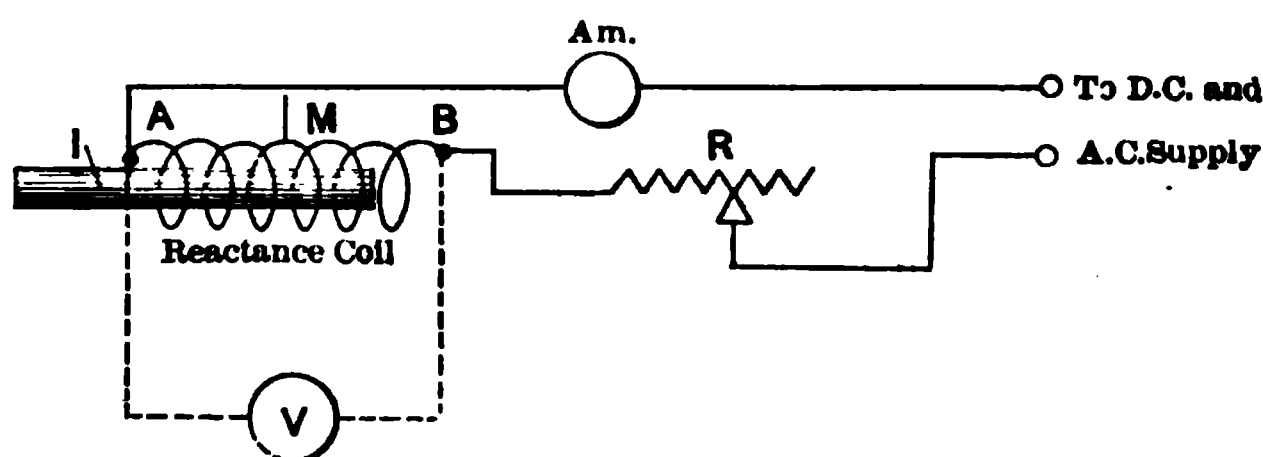 Am.
To D.C. and
A.C. Supply
A
M
B
I
R
Reactance Coil
V